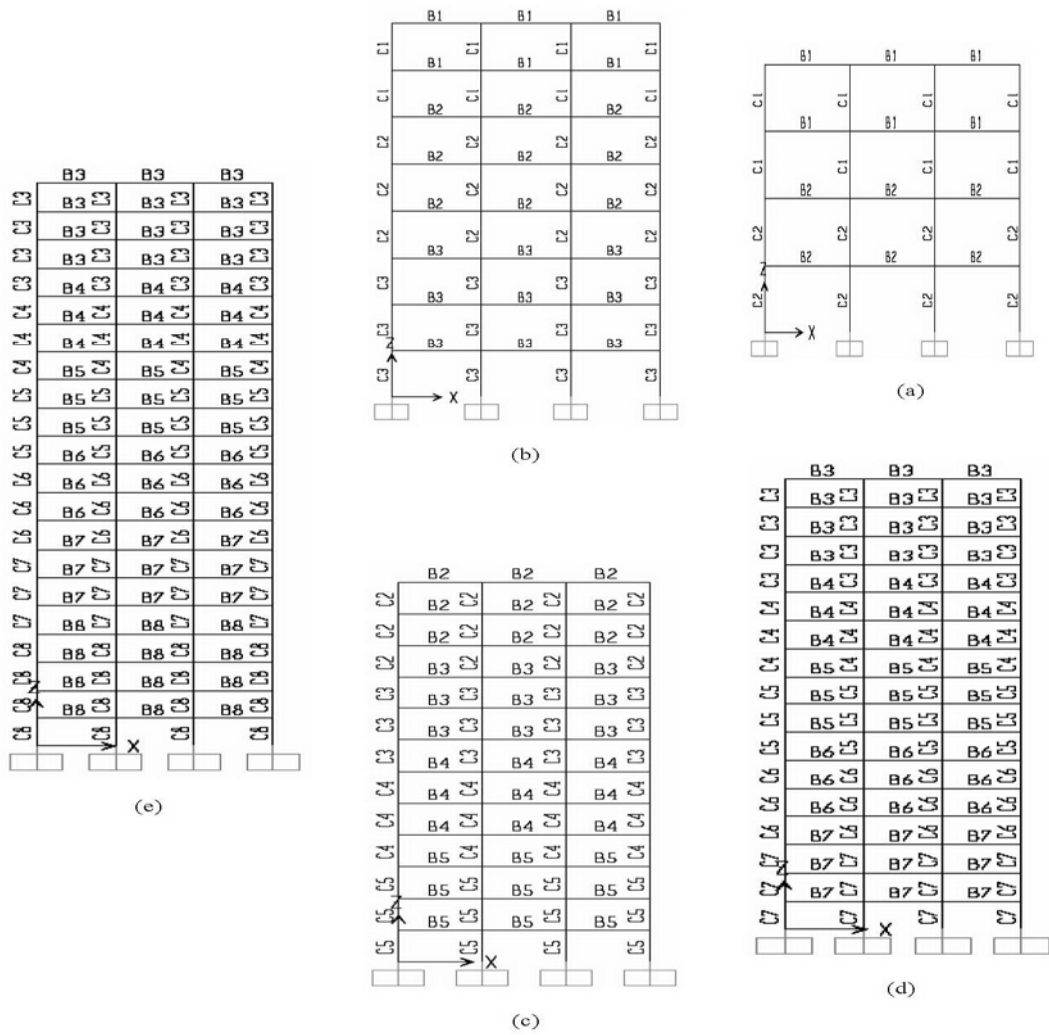 B3 B3 B3
C3 B3 C3 B3 C3 B3 C3
C3 B3 C3 B3 C3 B3 C3
C3 B3 C3 B3 C3 B3 C3
C3 B4 C3 B4 C3 B4 C3
C4 B4 C4 B4 C4 B4 C4
C4 B4 C4 B4 C4 B4 C4
C4 B5 C4 B5 C4 B5 C4
C5 B5 C5 B5 C5 B5 C5
C5 B5 C5 B5 C5 B5 C5
C5 B6 C5 B6 C5 B6 C5
C6 B6 C6 B6 C6 B6 C6
C6 B6 C6 B6 C6 B6 C6
C6 B7 C6 B7 C6 B7 C6
C7 B7 C7 B7 C7 B7 C7
C7 B7 C7 B7 C7 B7 C7
C7 B8 C7 B8 C7 B8 C7
C8 B8 C8 B8 C8 B8 C8
C8 B8 C8 B8 C8 B8 C8
Z
C8 B8 C8 B8 C8 B8 C8
C8 C8 C8 C8
X
(e)
B1 B1 B1
C1 C1 C1 C1
B1 B1 B1
C1 C1 C1 C1
B2 B2 B2
C2 C2 C2 C2
B2 B2 B2
C2 C2 C2 C2
B2 B2 B2
C2 C2 C2 C2
B3 B3 B3
C3 C3 C3 C3
B3 B3 B3
C3 C3 C3 C3
Z B3 B3 B3
C3 C3 C3 C3
X
(b)
B1 B1 B1
C1 C1 C1 C1
B1 B1 B1
C1 C1 C1 C1
B2 B2 B2
C2 C2 C2 C2
Z B2 B2 B2
C2 C2 C2 C2
X
(a)
B2 B2 B2
C2 B2 C2 B2 C2 B2 C2
C2 B2 C2 B2 C2 B2 C2
C2 B3 C2 B3 C2 B3 C2
C3 B3 C3 B3 C3 B3 C3
C3 B3 C3 B3 C3 B3 C3
C3 B4 C3 B4 C3 B4 C3
C4 B4 C4 B4 C4 B4 C4
C4 B4 C4 B4 C4 B4 C4
C4 B5 C4 B5 C4 B5 C4
C5 B5 C5 B5 C5 B5 C5
Z
C5 B5 C5 B5 C5 B5 C5
C5 C5 C5 C5
X
(c)
B3 B3 B3
C3 B3 C3 B3 C3 B3 C3
C3 B3 C3 B3 C3 B3 C3
C3 B3 C3 B3 C3 B3 C3
C3 B4 C3 B4 C3 B4 C3
C4 B4 C4 B4 C4 B4 C4
C4 B4 C4 B4 C4 B4 C4
C4 B5 C4 B5 C4 B5 C4
C5 B5 C5 B5 C5 B5 C5
C5 B5 C5 B5 C5 B5 C5
C5 B6 C5 B6 C5 B6 C5
C6 B6 C6 B6 C6 B6 C6
C6 B6 C6 B6 C6 B6 C6
C6 B7 C6 B7 C6 B7 C6
C7 B7 C7 B7 C7 B7 C7
Z
C7 B7 C7 B7 C7 B7 C7
C7 C7 C7 C7
X
(d)